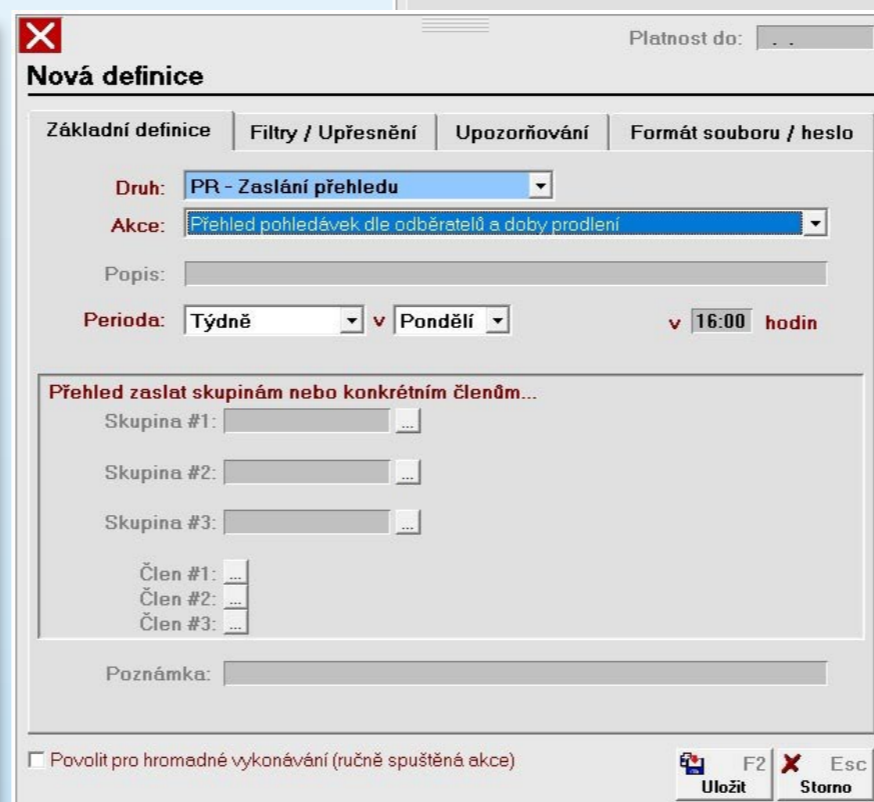 Platnost do: . .
Nová definice
Základní definice Filtry / Upřesnění Upozorňování Formát souboru / heslo
Druh: PR - Zaslání přehledu
Akce: Přehled pohledávek dle odběratelů a doby prodlení
Popis:
Perioda: Týdně v Pondělí v 16:00 hodin
Přehled zaslat skupinám nebo konkrétním členům...
Skupina #1: ...
Skupina #2: ...
Skupina #3: ...
Člen #1: ...
Člen #2: ...
Člen #3: ...
Poznámka:
Povolit pro hromadné vykonávání (ručně spuštěná akce)
F2 Esc
Uložit Storno